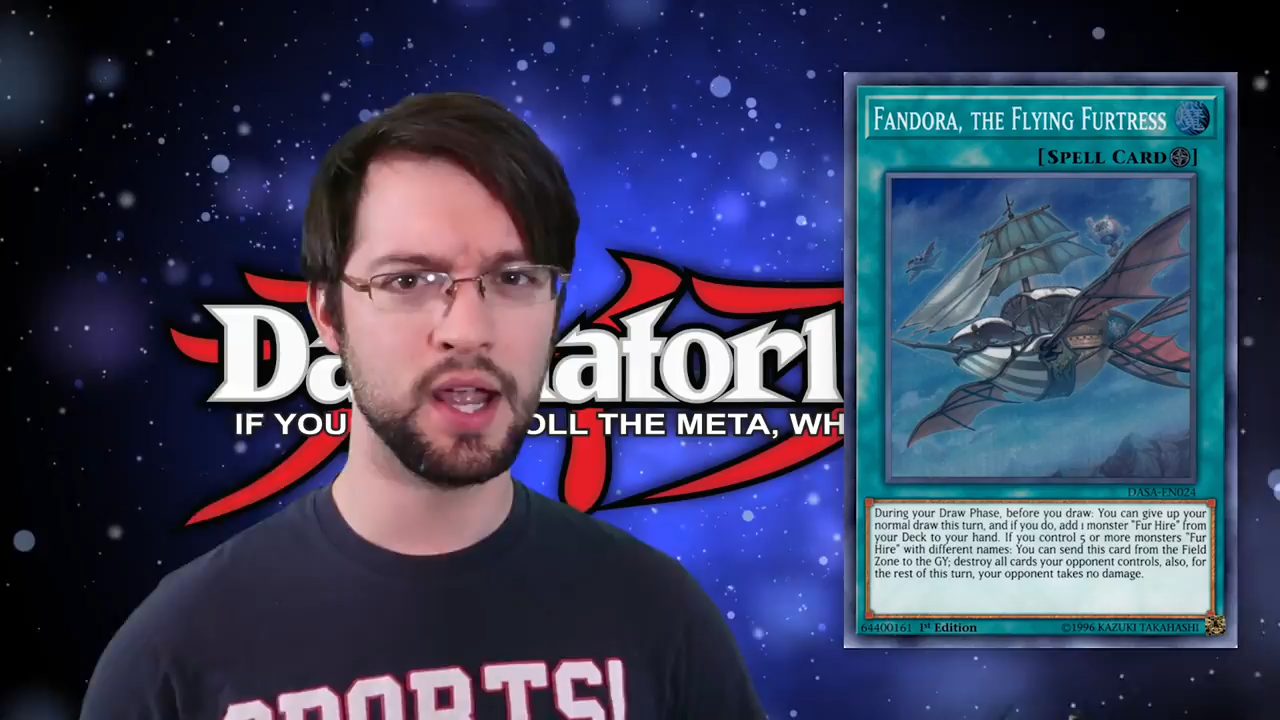 Da atorl
IF YOU OLL THE META, WH
SPORTS!
FANDORA, THE FLYING FURTRESS
[SPELL CARD]
DASA-EN024
During your Draw Phase, before you draw: You can give up your
normal draw this turn, and if you do, add 1 monster "Fur Hire" from
your Deck to your hand. If you control 5 or more monsters "Fur
Hire" with different names: You can send this card from the Field
Zone to the GY; destroy all cards your opponent controls, also, for
the rest of this turn, your opponent takes no damage.
64400161 1st Edition ©1996 KAZUKI TAKAHASHI